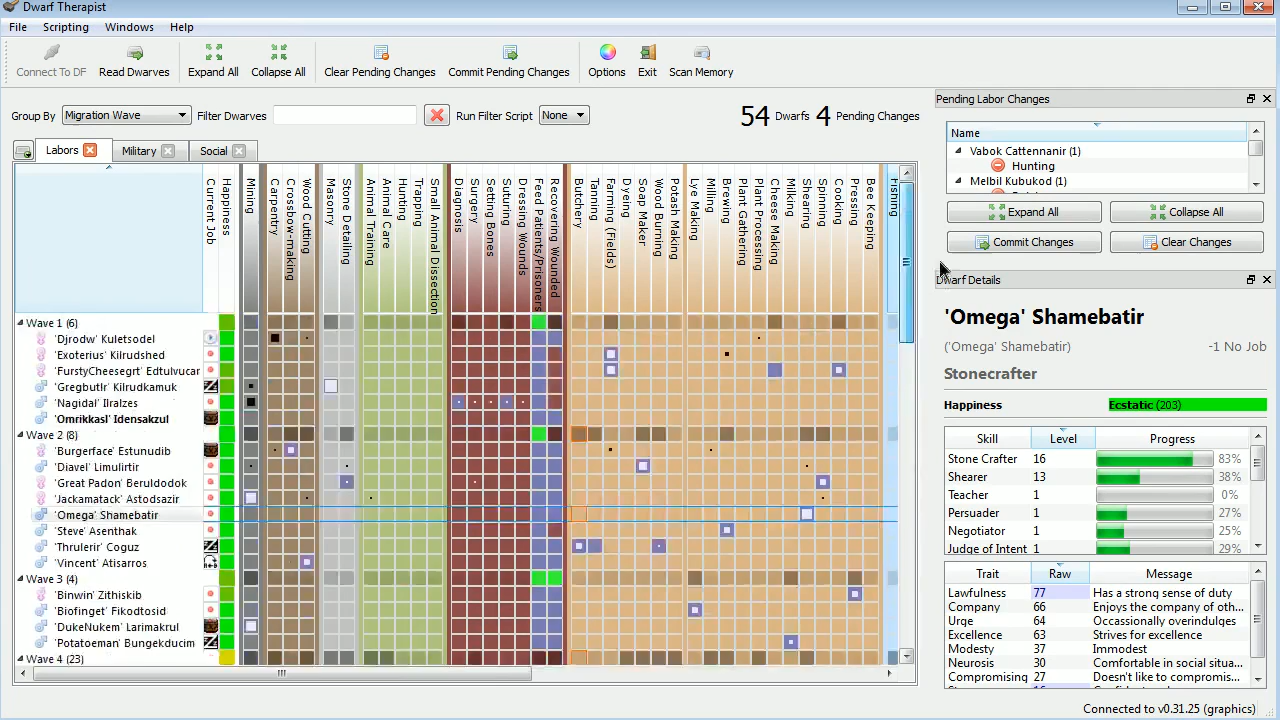 Dwarf Therapist
File Scripting Windows Help
Connect To DF Read Dwarves Expand All Collapse All Clear Pending Changes Commit Pending Changes Options Exit Scan Memory
Group By Migration Wave Filter Dwarves Run Filter Script None 54 Dwarfs 4 Pending Changes
Labors Military Social
Current Job
Happiness
Mining
Carpentry
Crossbow-making
Wood Cutting
Masonry
Stone Detailing
Animal Training
Animal Care
Hunting
Trapping
Small Animal Dissection
Diagnosis
Surgery
Setting Bones
Suturing
Dressing Wounds
Feed Patients/Prisoners
Recovering Wounded
Butchery
Tanning
Farming (Fields)
Dyeing
Soap Maker
Wood Burning
Potash Making
Lye Making
Milling
Brewing
Plant Gathering
Plant Processing
Cheese Making
Milking
Shearing
Spinning
Cooking
Pressing
Bee Keeping
Fishing
Wave 1 (6)
'Djrodw' Kuletsodel
'Exoterius' Kilrudshed
'FurstyCheesegrt' Edtulvucar
'Gregbutlr' Kilrudkamuk
'Nagidal' Ilralzes
'Omrikkasl' Idensakzul
Wave 2 (8)
'Burgerface' Estunudib
'Diavel' Limulirtir
'Great Padon' Beruldodok
'Jackamatack' Astodsazir
'Omega' Shamebatir
'Steve' Asenthak
'Thrulerir' Coguz
'Vincent' Atisarros
Wave 3 (4)
'Binwin' Zithiskib
'Biofinget' Fikodtosid
'DukeNukem' Larimakrul
'Potatoeman' Bungekducim
Wave 4 (23)
Pending Labor Changes
Name
Vabok Cattennanir (1)
Hunting
Melbil Kubukod (1)
Expand All Collapse All
Commit Changes Clear Changes
Dwarf Details
'Omega' Shamebatir
('Omega' Shamebatir) -1 No Job
Stonecrafter
Happiness Ecstatic (203)
Skill Level Progress
Stone Crafter 16 83%
Shearer 13 38%
Teacher 1 0%
Persuader 1 27%
Negotiator 1 25%
Judge of Intent 1 29%
Trait Raw Message
Lawfulness 77 Has a strong sense of duty
Company 66 Enjoys the company of oth...
Urge 64 Occassionally overindulges
Excellence 63 Strives for excellence
Modesty 37 Immodest
Neurosis 30 Comfortable in social situa...
Compromising 27 Doesn't like to compromis...
Connected to v0.31.25 (graphics)